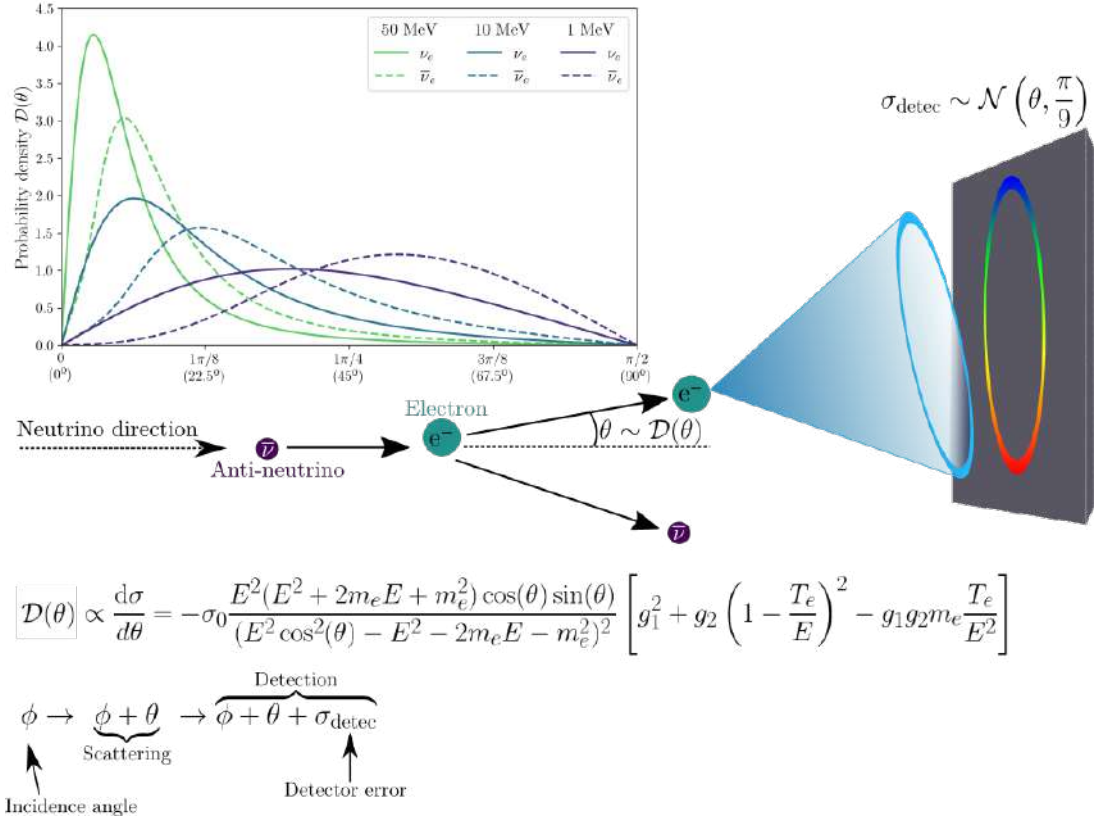 50 MeV 10 MeV 1 MeV
ν_e ν_e ν_e
ν̅_e ν̅_e ν̅_e
Probability density 𝒟(θ)
4.0
3.5
3.0
2.5
2.0
1.5
1.0
0.5
0.0
0 1π/8 1π/4 3π/8 π/2
(0°) (22.5°) (45°) (67.5°) (90°)
σ_detec ∼ 𝒩(θ, π/9)
Neutrino direction
ν̅
Anti-neutrino
Electron
e⁻
e⁻
θ ∼ 𝒟(θ)
ν̅
𝒟(θ) ∝ dσ/dθ = −σ₀ E²(E² + 2m_eE + m_e²) cos(θ) sin(θ) / (E² cos²(θ) − E² − 2m_eE − m_e²)² [g₁² + g₂ (1 − T_e/E)² − g₁g₂m_e T_e/E²]
Detection
ϕ → ϕ + θ → ϕ + θ + σ_detec
Scattering
Incidence angle
Detector error